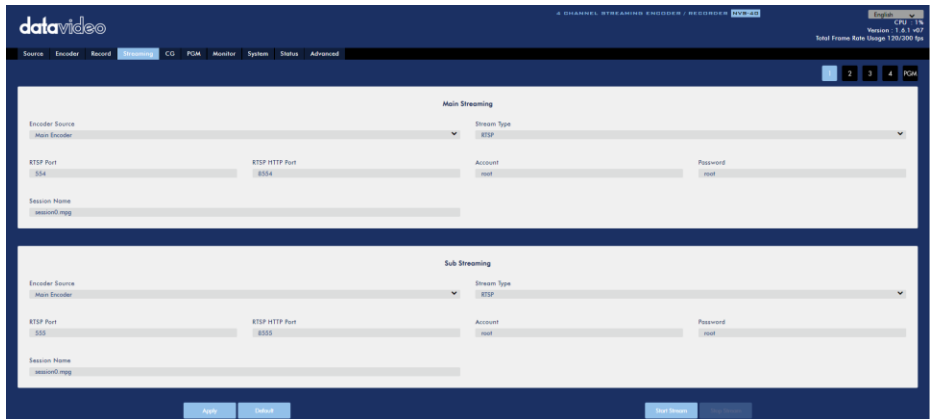 datavideo
4 CHANNEL STREAMING ENCODER / RECORDER NVS-40
English
CPU : 1%
Version : 1.6.1 v07
Total Frame Rate Usage 120/300 fps
Source Encoder Record Streaming CG PGM Monitor System Status Advanced
1 2 3 4 PGM
Main Streaming
Encoder Source Stream Type
Main Encoder RTSP
RTSP Port RTSP HTTP Port Account Password
554 8554 root root
Session Name
session0.mpg
Sub Streaming
Encoder Source Stream Type
Main Encoder RTSP
RTSP Port RTSP HTTP Port Account Password
555 8555 root root
Session Name
session0.mpg
Apply Default Start Stream Stop Stream